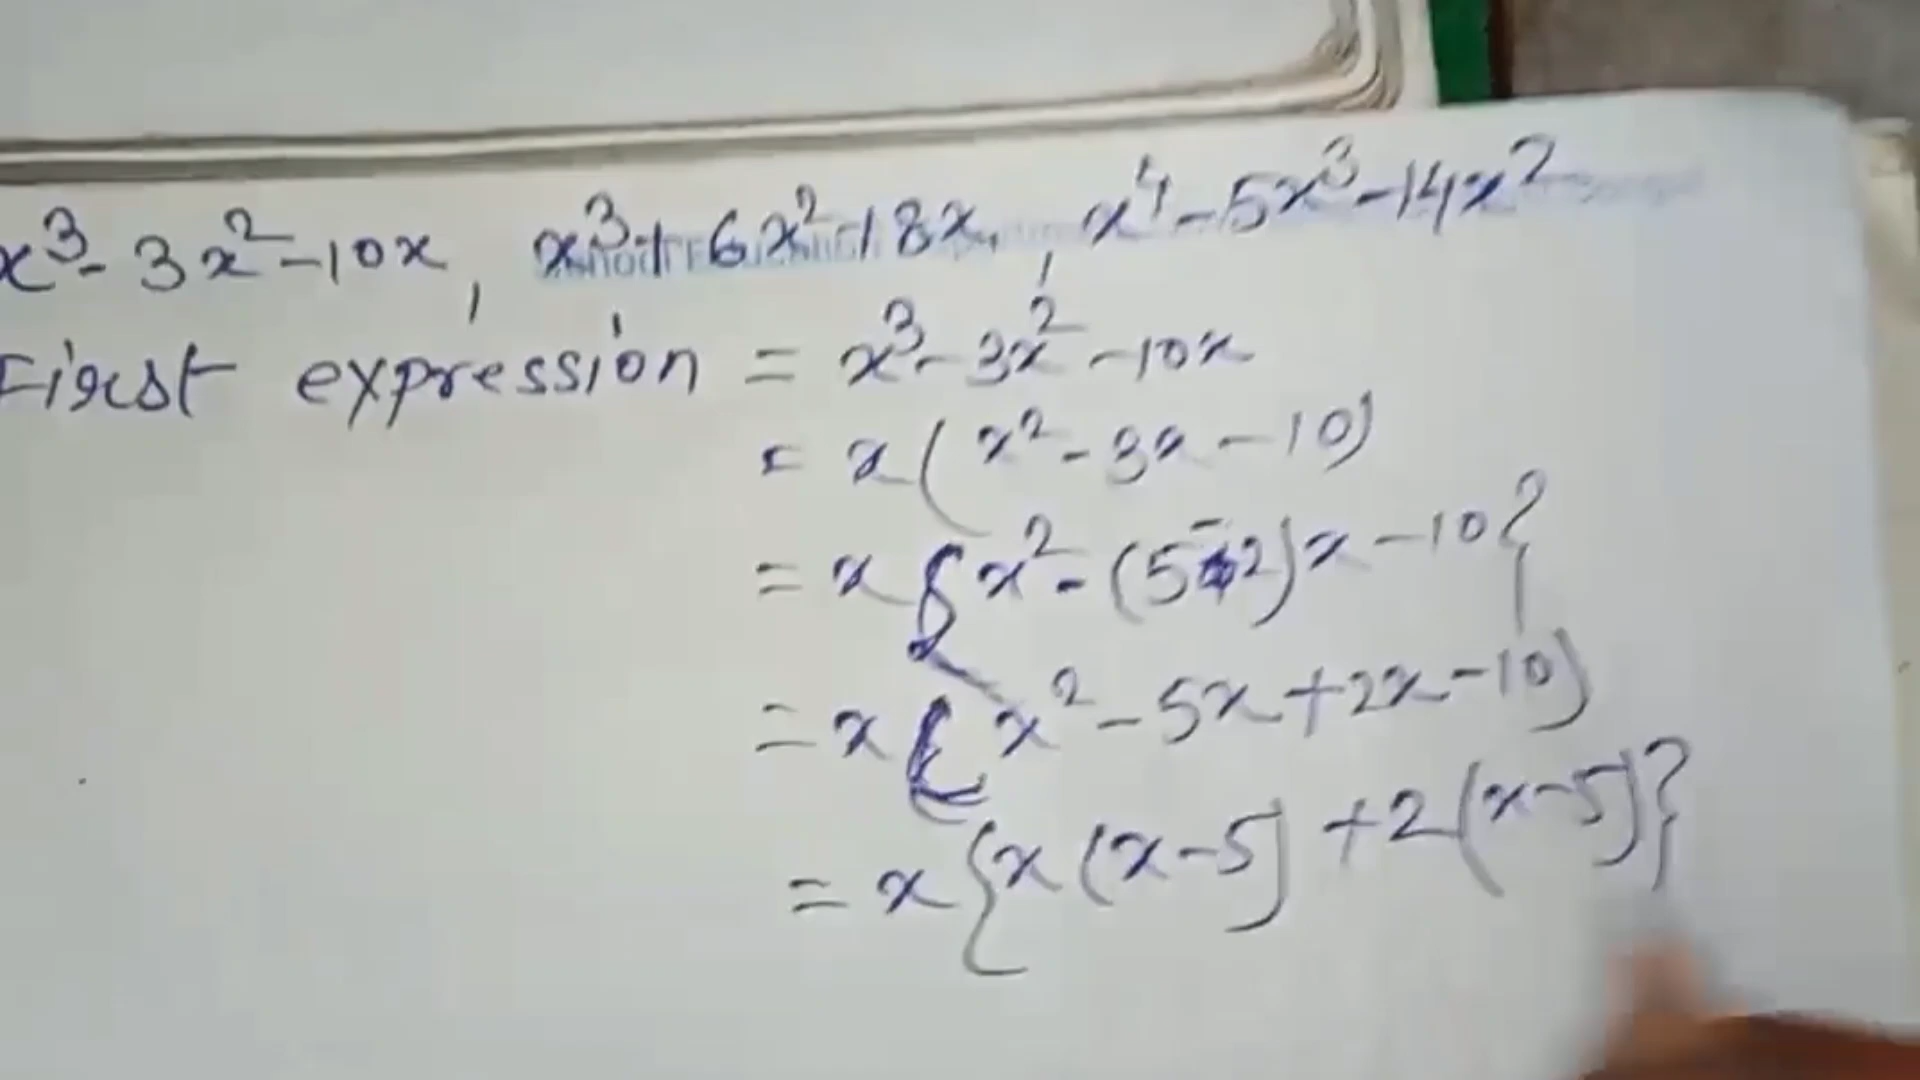 x³-3x²-10x, x³+6x²+8x, x⁴-5x³-14x²
First expression = x³-3x²-10x
= x(x²-3x-10)
= x{x²-(5-2)x-10}
= x(x²-5x+2x-10)
= x{x(x-5)+2(x-5)}